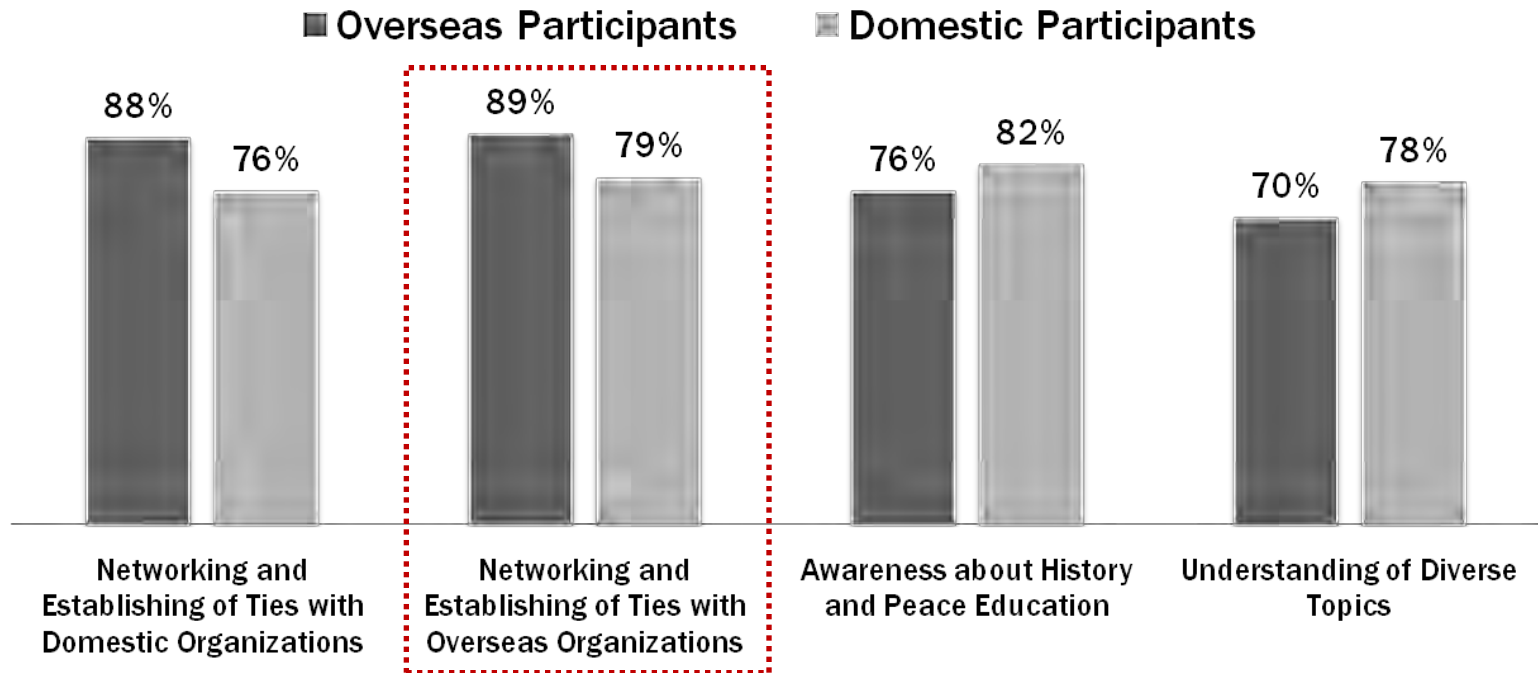 Overseas Participants Domestic Participants
88%
76%
89%
79%
76%
82%
70%
78%
Networking and
Establishing of Ties with
Domestic Organizations
Networking and
Establishing of Ties with
Overseas Organizations
Awareness about History
and Peace Education
Understanding of Diverse
Topics